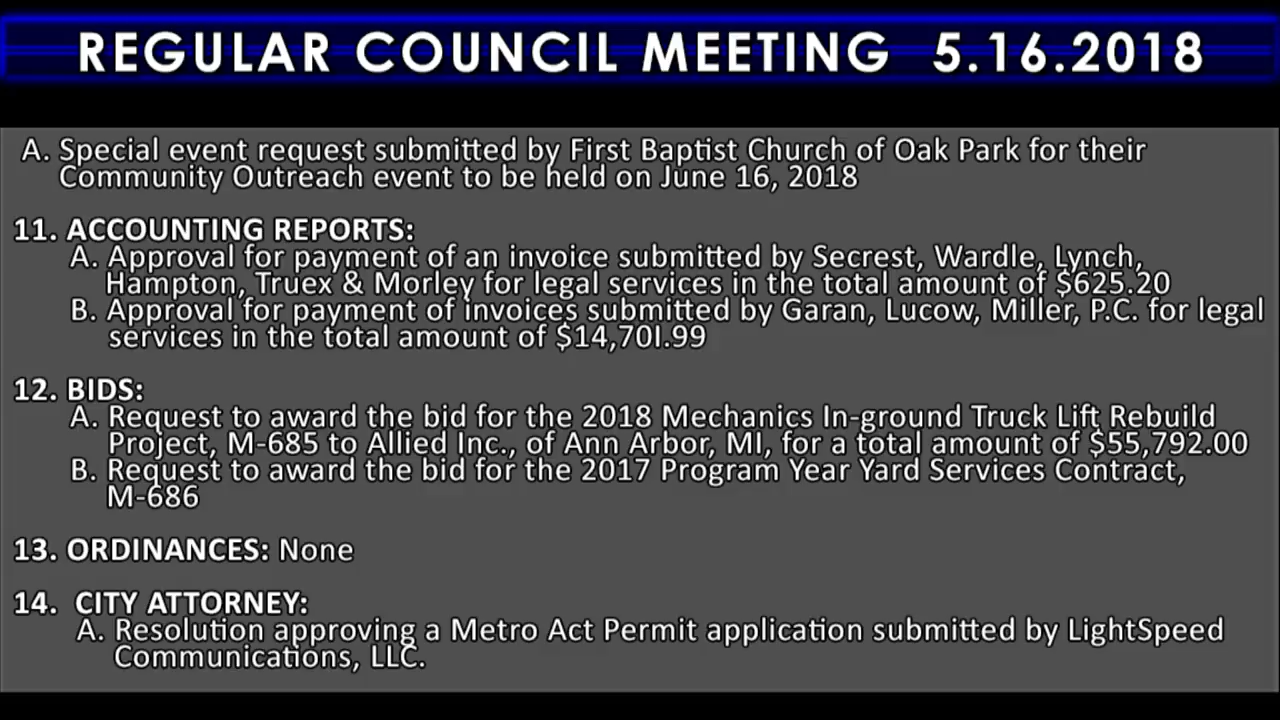 REGULAR COUNCIL MEETING 5.16.2018
A. Special event request submitted by First Baptist Church of Oak Park for their
Community Outreach event to be held on June 16, 2018
11. ACCOUNTING REPORTS:
A. Approval for payment of an invoice submitted by Secrest, Wardle, Lynch,
Hampton, Truex & Morley for legal services in the total amount of $625.20
B. Approval for payment of invoices submitted by Garan, Lucow, Miller, P.C. for legal
services in the total amount of $14,70I.99
12. BIDS:
A. Request to award the bid for the 2018 Mechanics In-ground Truck Lift Rebuild
Project, M-685 to Allied Inc., of Ann Arbor, MI, for a total amount of $55,792.00
B. Request to award the bid for the 2017 Program Year Yard Services Contract,
M-686
13. ORDINANCES: None
14. CITY ATTORNEY:
A. Resolution approving a Metro Act Permit application submitted by LightSpeed
Communications, LLC.